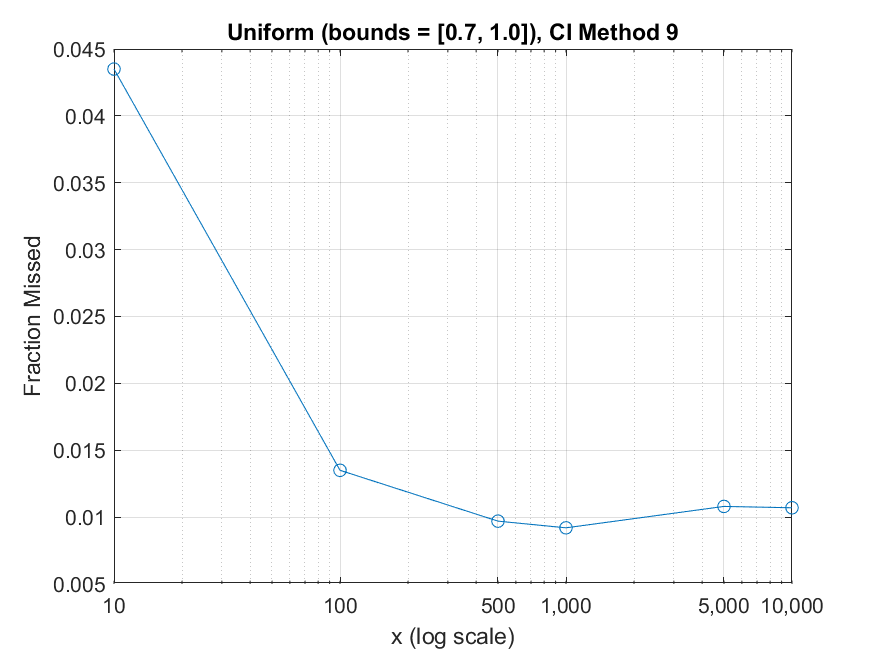 Uniform (bounds = [0.7, 1.0]), CI Method 9
0.045
0.04
0.035
0.03
0.025
0.02
0.015
0.01
0.005
Fraction Missed
10 100 500 1,000 5,000 10,000
x (log scale)